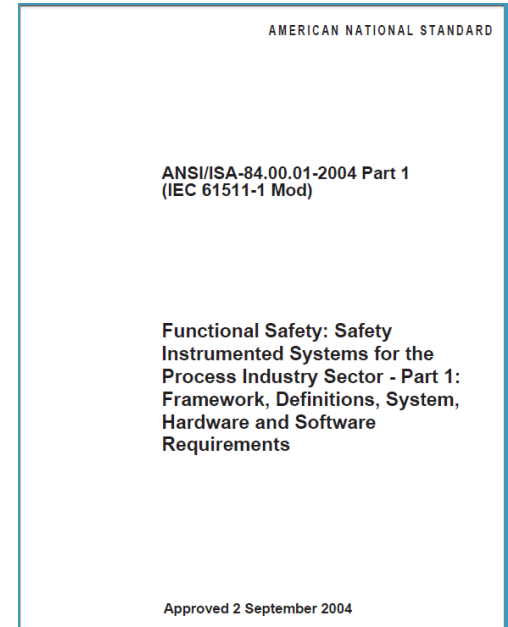 AMERICAN NATIONAL STANDARD
ANSI/ISA-84.00.01-2004 Part 1
(IEC 61511-1 Mod)
Functional Safety: Safety
Instrumented Systems for the
Process Industry Sector - Part 1:
Framework, Definitions, System,
Hardware and Software
Requirements
Approved 2 September 2004